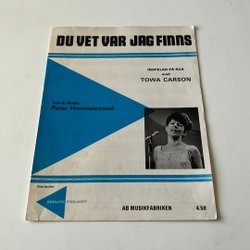 DU VET VAR JAG FINNS
INSPELAD PÅ RCA
med
TOWA CARSON
Text & Musik:
Peter Himmelstrand
Distributör:
AB MUSIKFABRIKEN
4.50